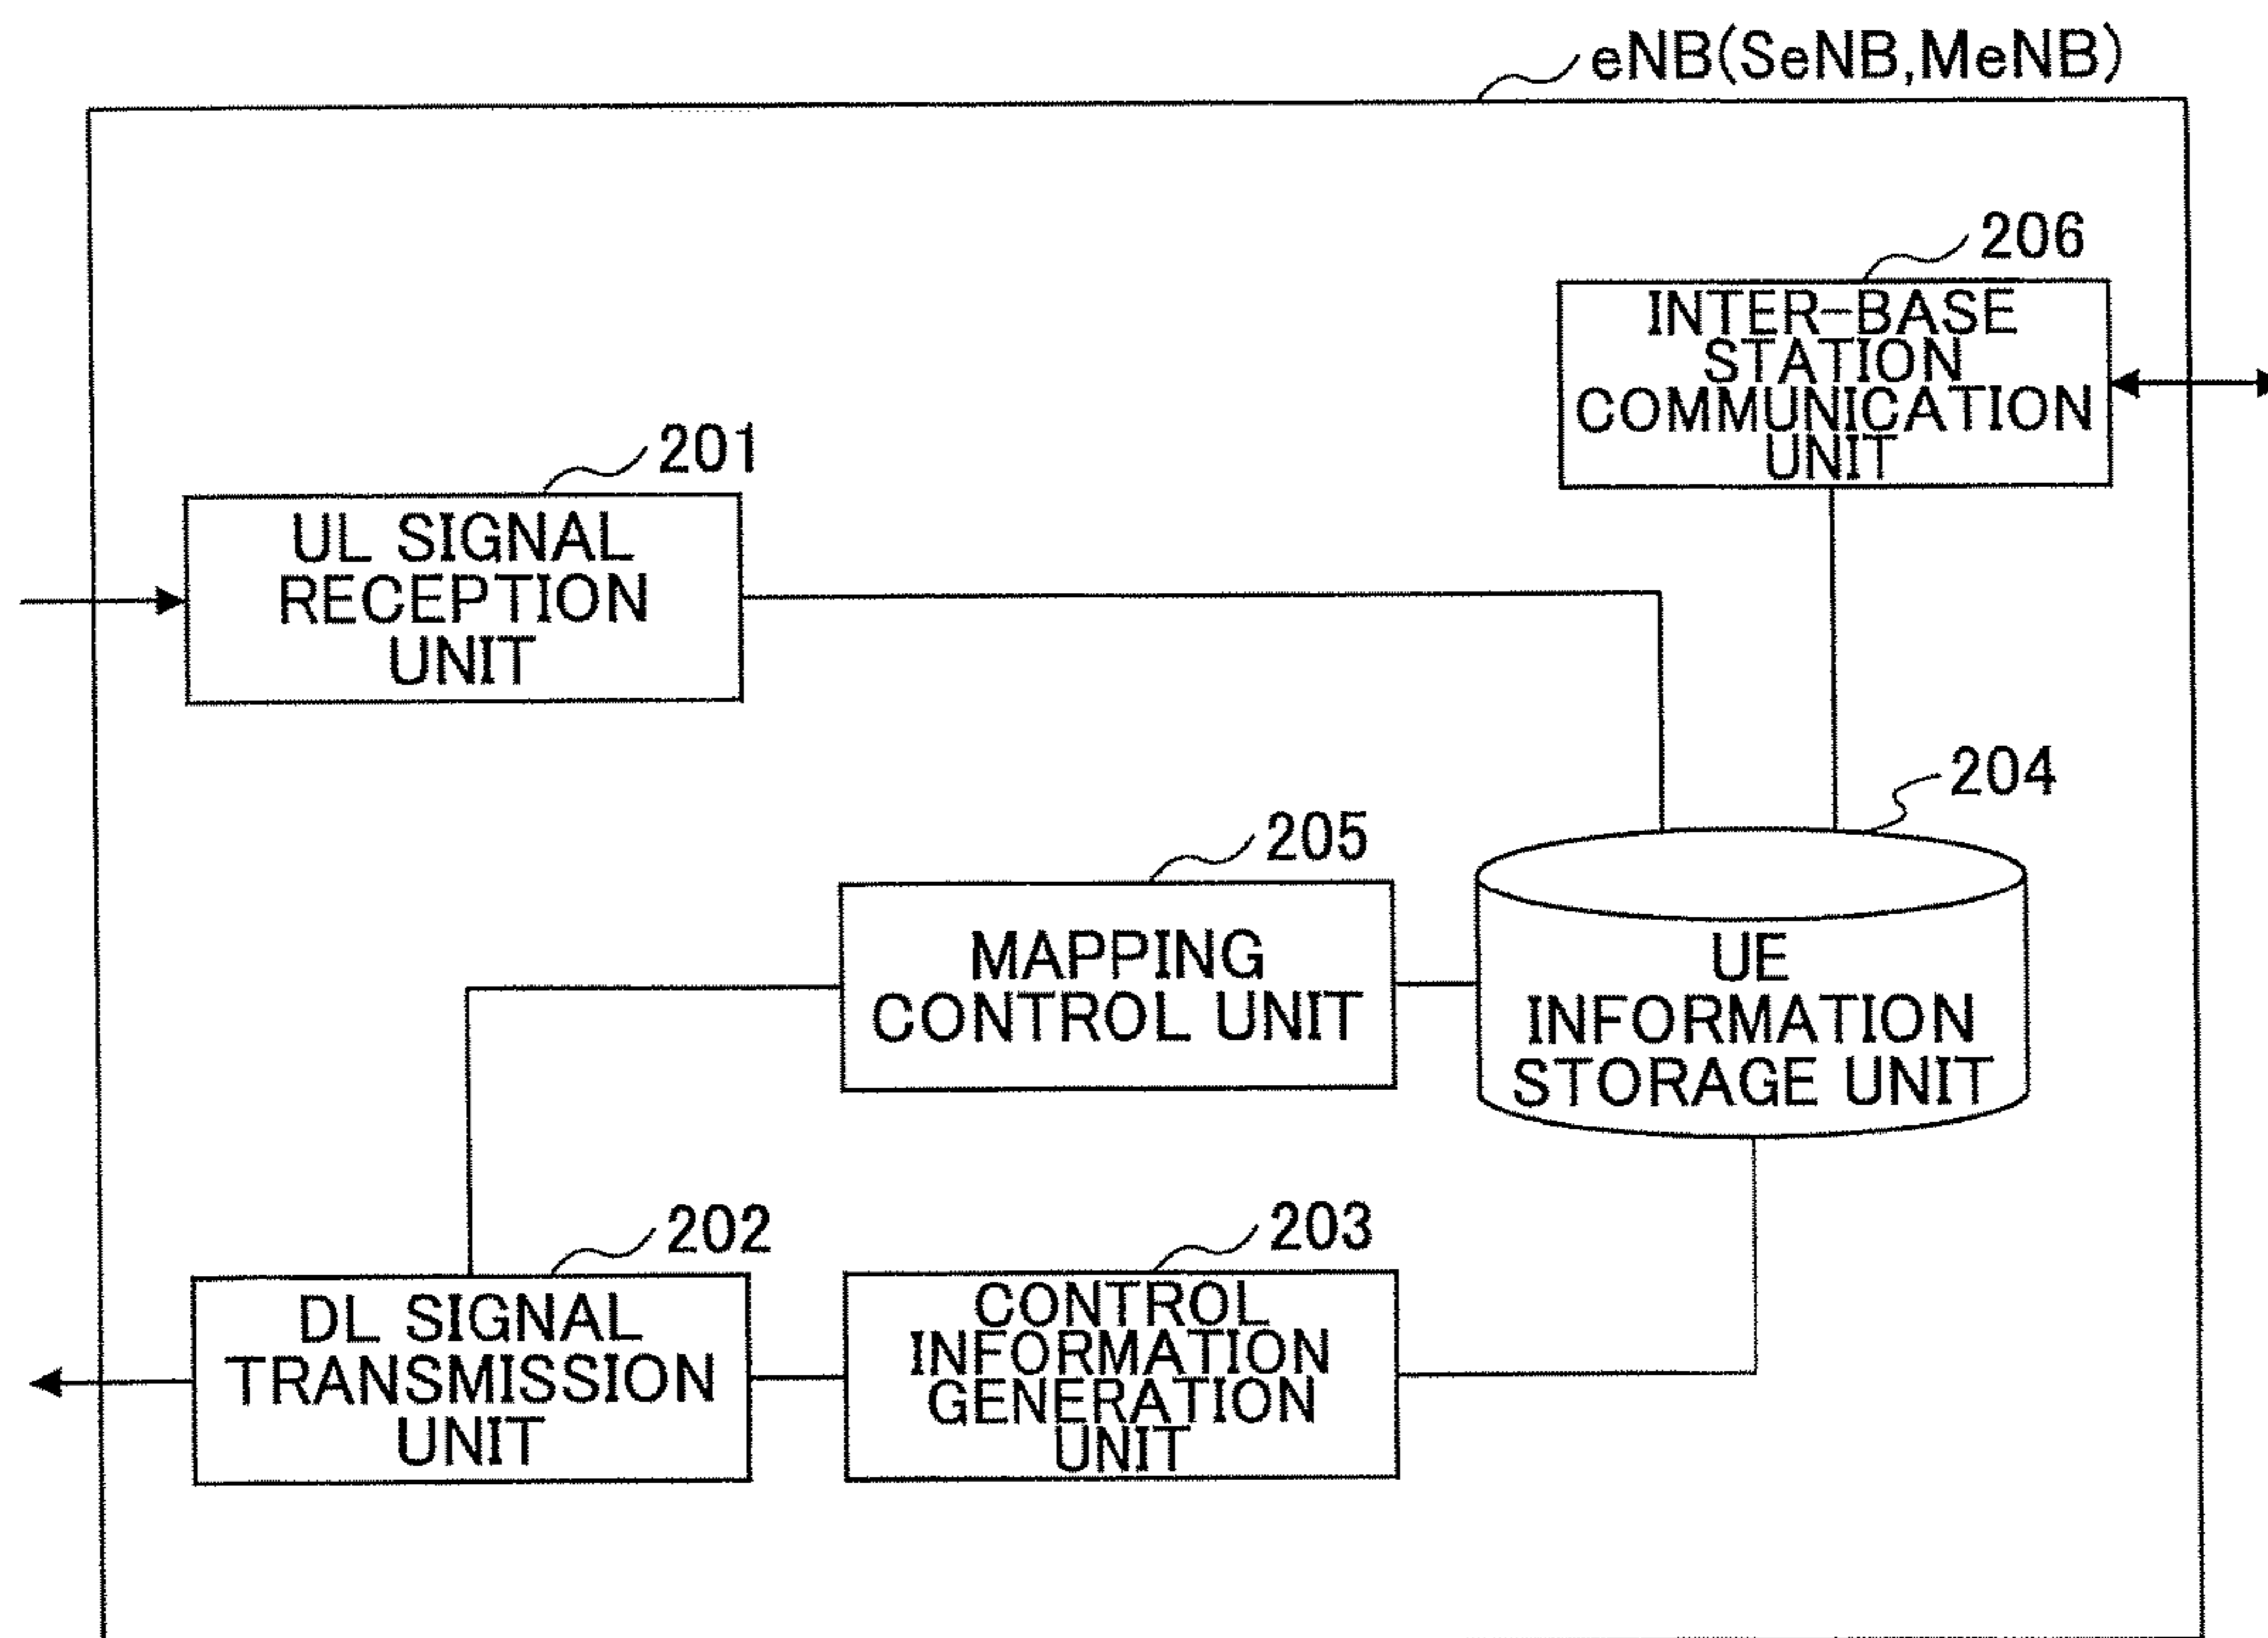 eNB(SeNB,MeNB)
206
INTER-BASE
STATION
COMMUNICATION
UNIT
201
UL SIGNAL
RECEPTION
UNIT
204
UE
INFORMATION
STORAGE UNIT
205
MAPPING
CONTROL UNIT
202
DL SIGNAL
TRANSMISSION
UNIT
203
CONTROL
INFORMATION
GENERATION
UNIT